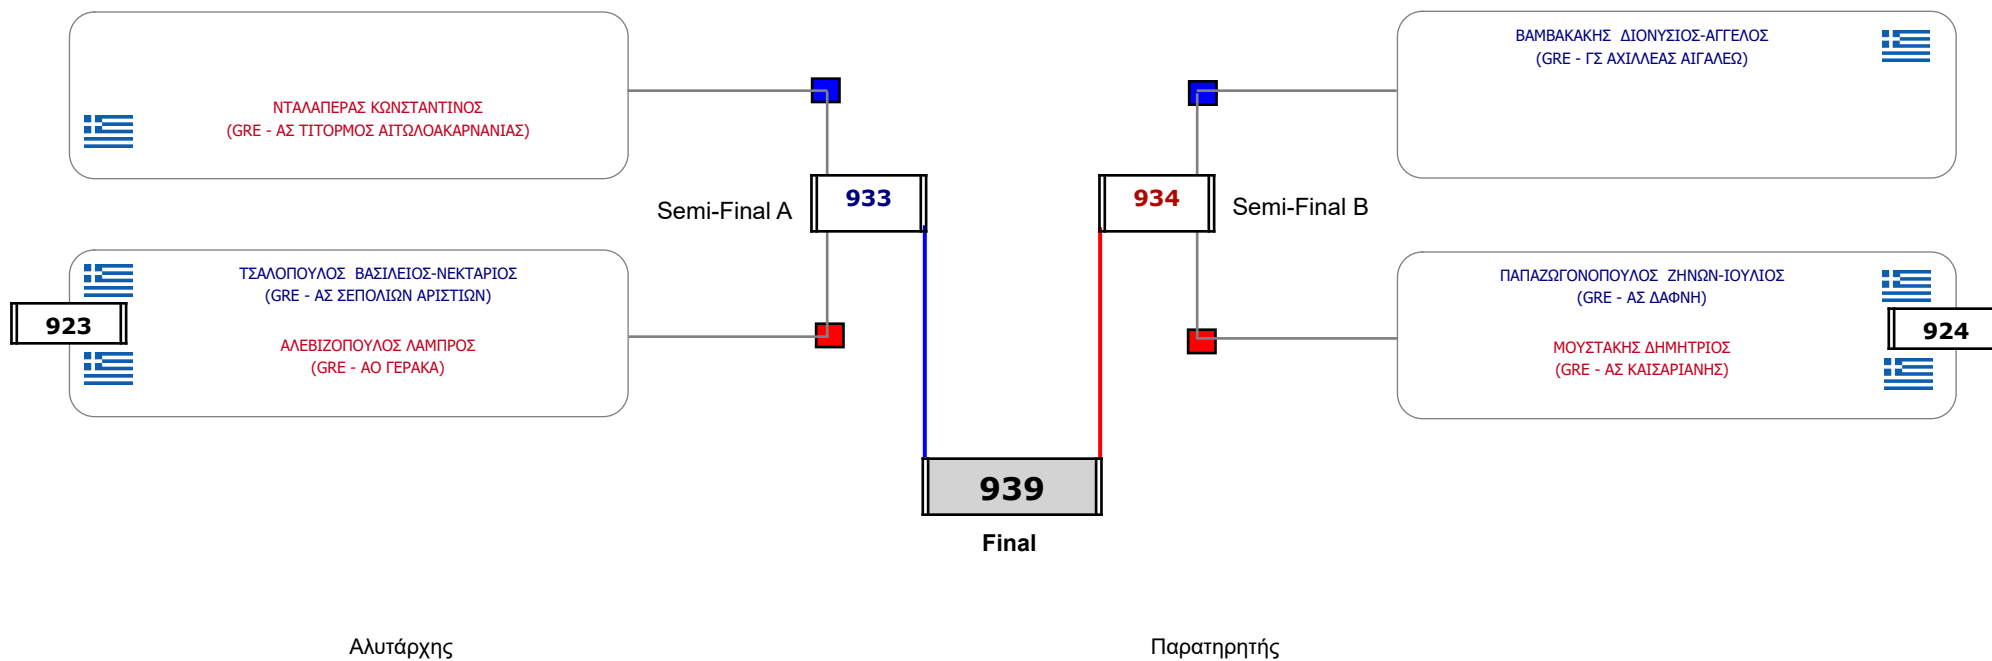 ΝΤΑΛΑΠΕΡΑΣ ΚΩΝΣΤΑΝΤΙΝΟΣ
(GRE - ΑΣ ΤΙΤΟΡΜΟΣ ΑΙΤΩΛΟΑΚΑΡΝΑΝΙΑΣ)
ΒΑΜΒΑΚΑΚΗΣ ΔΙΟΝΥΣΙΟΣ-ΑΓΓΕΛΟΣ
(GRE - ΓΣ ΑΧΙΛΛΕΑΣ ΑΙΓΑΛΕΩ)
Semi-Final A
933
934
Semi-Final B
ΤΣΑΛΟΠΟΥΛΟΣ ΒΑΣΙΛΕΙΟΣ-ΝΕΚΤΑΡΙΟΣ
(GRE - ΑΣ ΣΕΠΟΛΙΩΝ ΑΡΙΣΤΙΩΝ)
923
ΑΛΕΒΙΖΟΠΟΥΛΟΣ ΛΑΜΠΡΟΣ
(GRE - ΑΟ ΓΕΡΑΚΑ)
ΠΑΠΑΖΩΓΟΝΟΠΟΥΛΟΣ ΖΗΝΩΝ-ΙΟΥΛΙΟΣ
(GRE - ΑΣ ΔΑΦΝΗ)
924
ΜΟΥΣΤΑΚΗΣ ΔΗΜΗΤΡΙΟΣ
(GRE - ΑΣ ΚΑΙΣΑΡΙΑΝΗΣ)
939
Final
Αλυτάρχης
Παρατηρητής